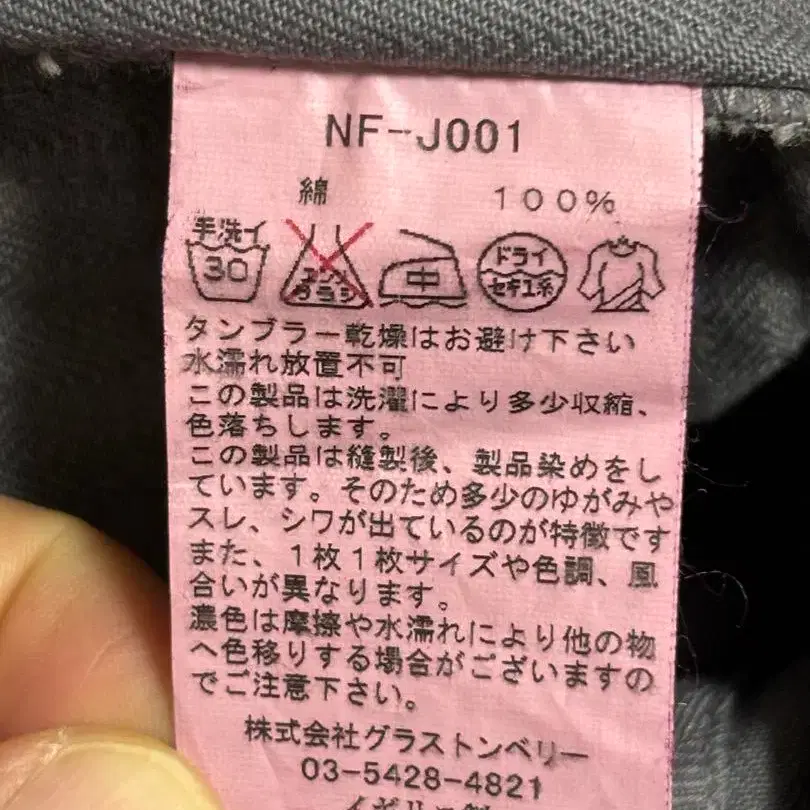 NF-J001
綿 100%
手洗イ
30
エンソ
サラシ
中
ドライ
セキユ系
タンブラー乾燥はお避け下さい
水濡れ放置不可
この製品は洗濯により多少収縮、
色落ちします。
この製品は縫製後、製品染めをし
ています。そのため多少のゆがみや
スレ、シワが出ているのが特徴です
また、1枚1枚サイズや色調、風
合いが異なります。
濃色は摩擦や水濡れにより他の物
へ色移りする場合がございますの
でご注意下さい。
株式会社グラストンベリー
03-5428-4821
イギリス製